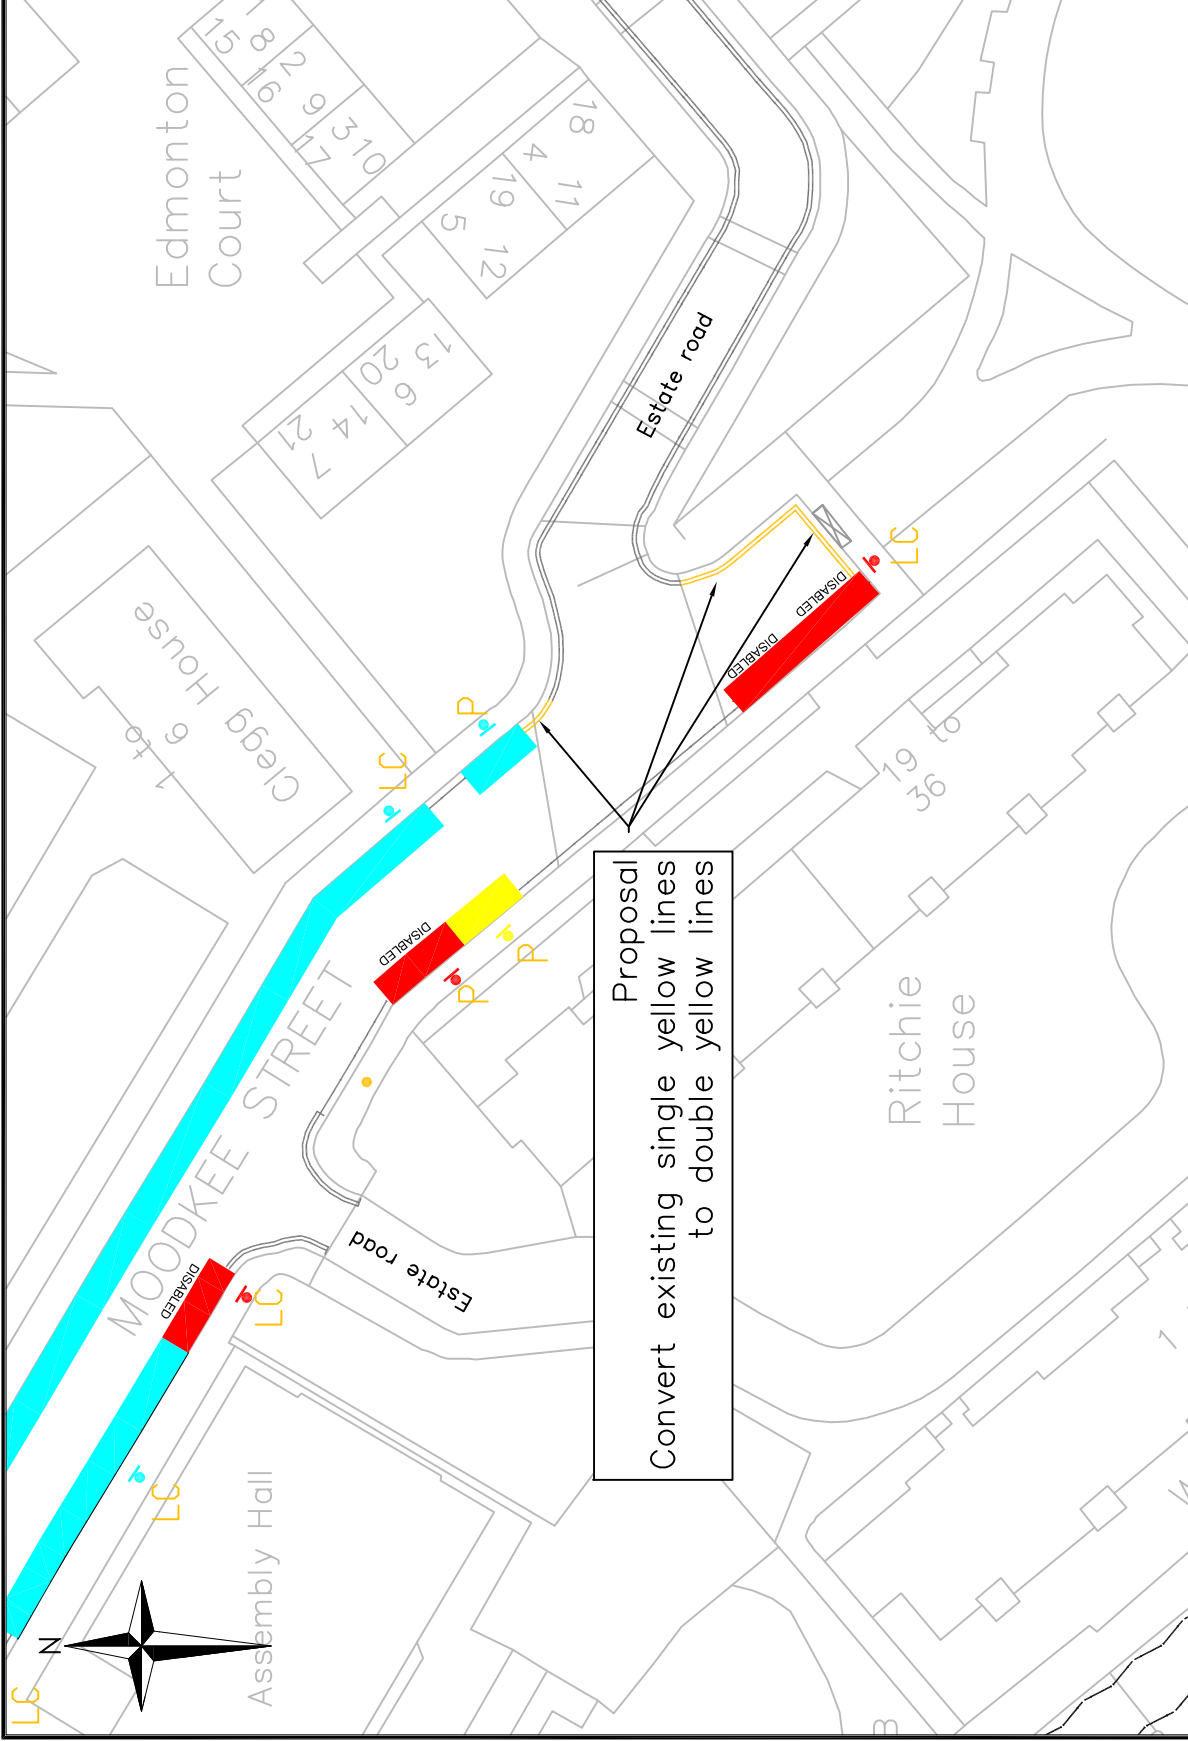 Edmonton
Court
15
8
1
16
2
9
17
3
10
18
4
11
19
5
12
13
20
6
14
21
7
Estate road
Clegg House
1 to
6
P
LC
LC
DISABLED
DISABLED
19 to
36
DISABLED
P
P
MOODKEE STREET
Proposal
Convert existing single yellow lines
to double yellow lines
Ritchie
House
Estate road
DISABLED
LC
LC
Assembly Hall
N
LC
1
B
W